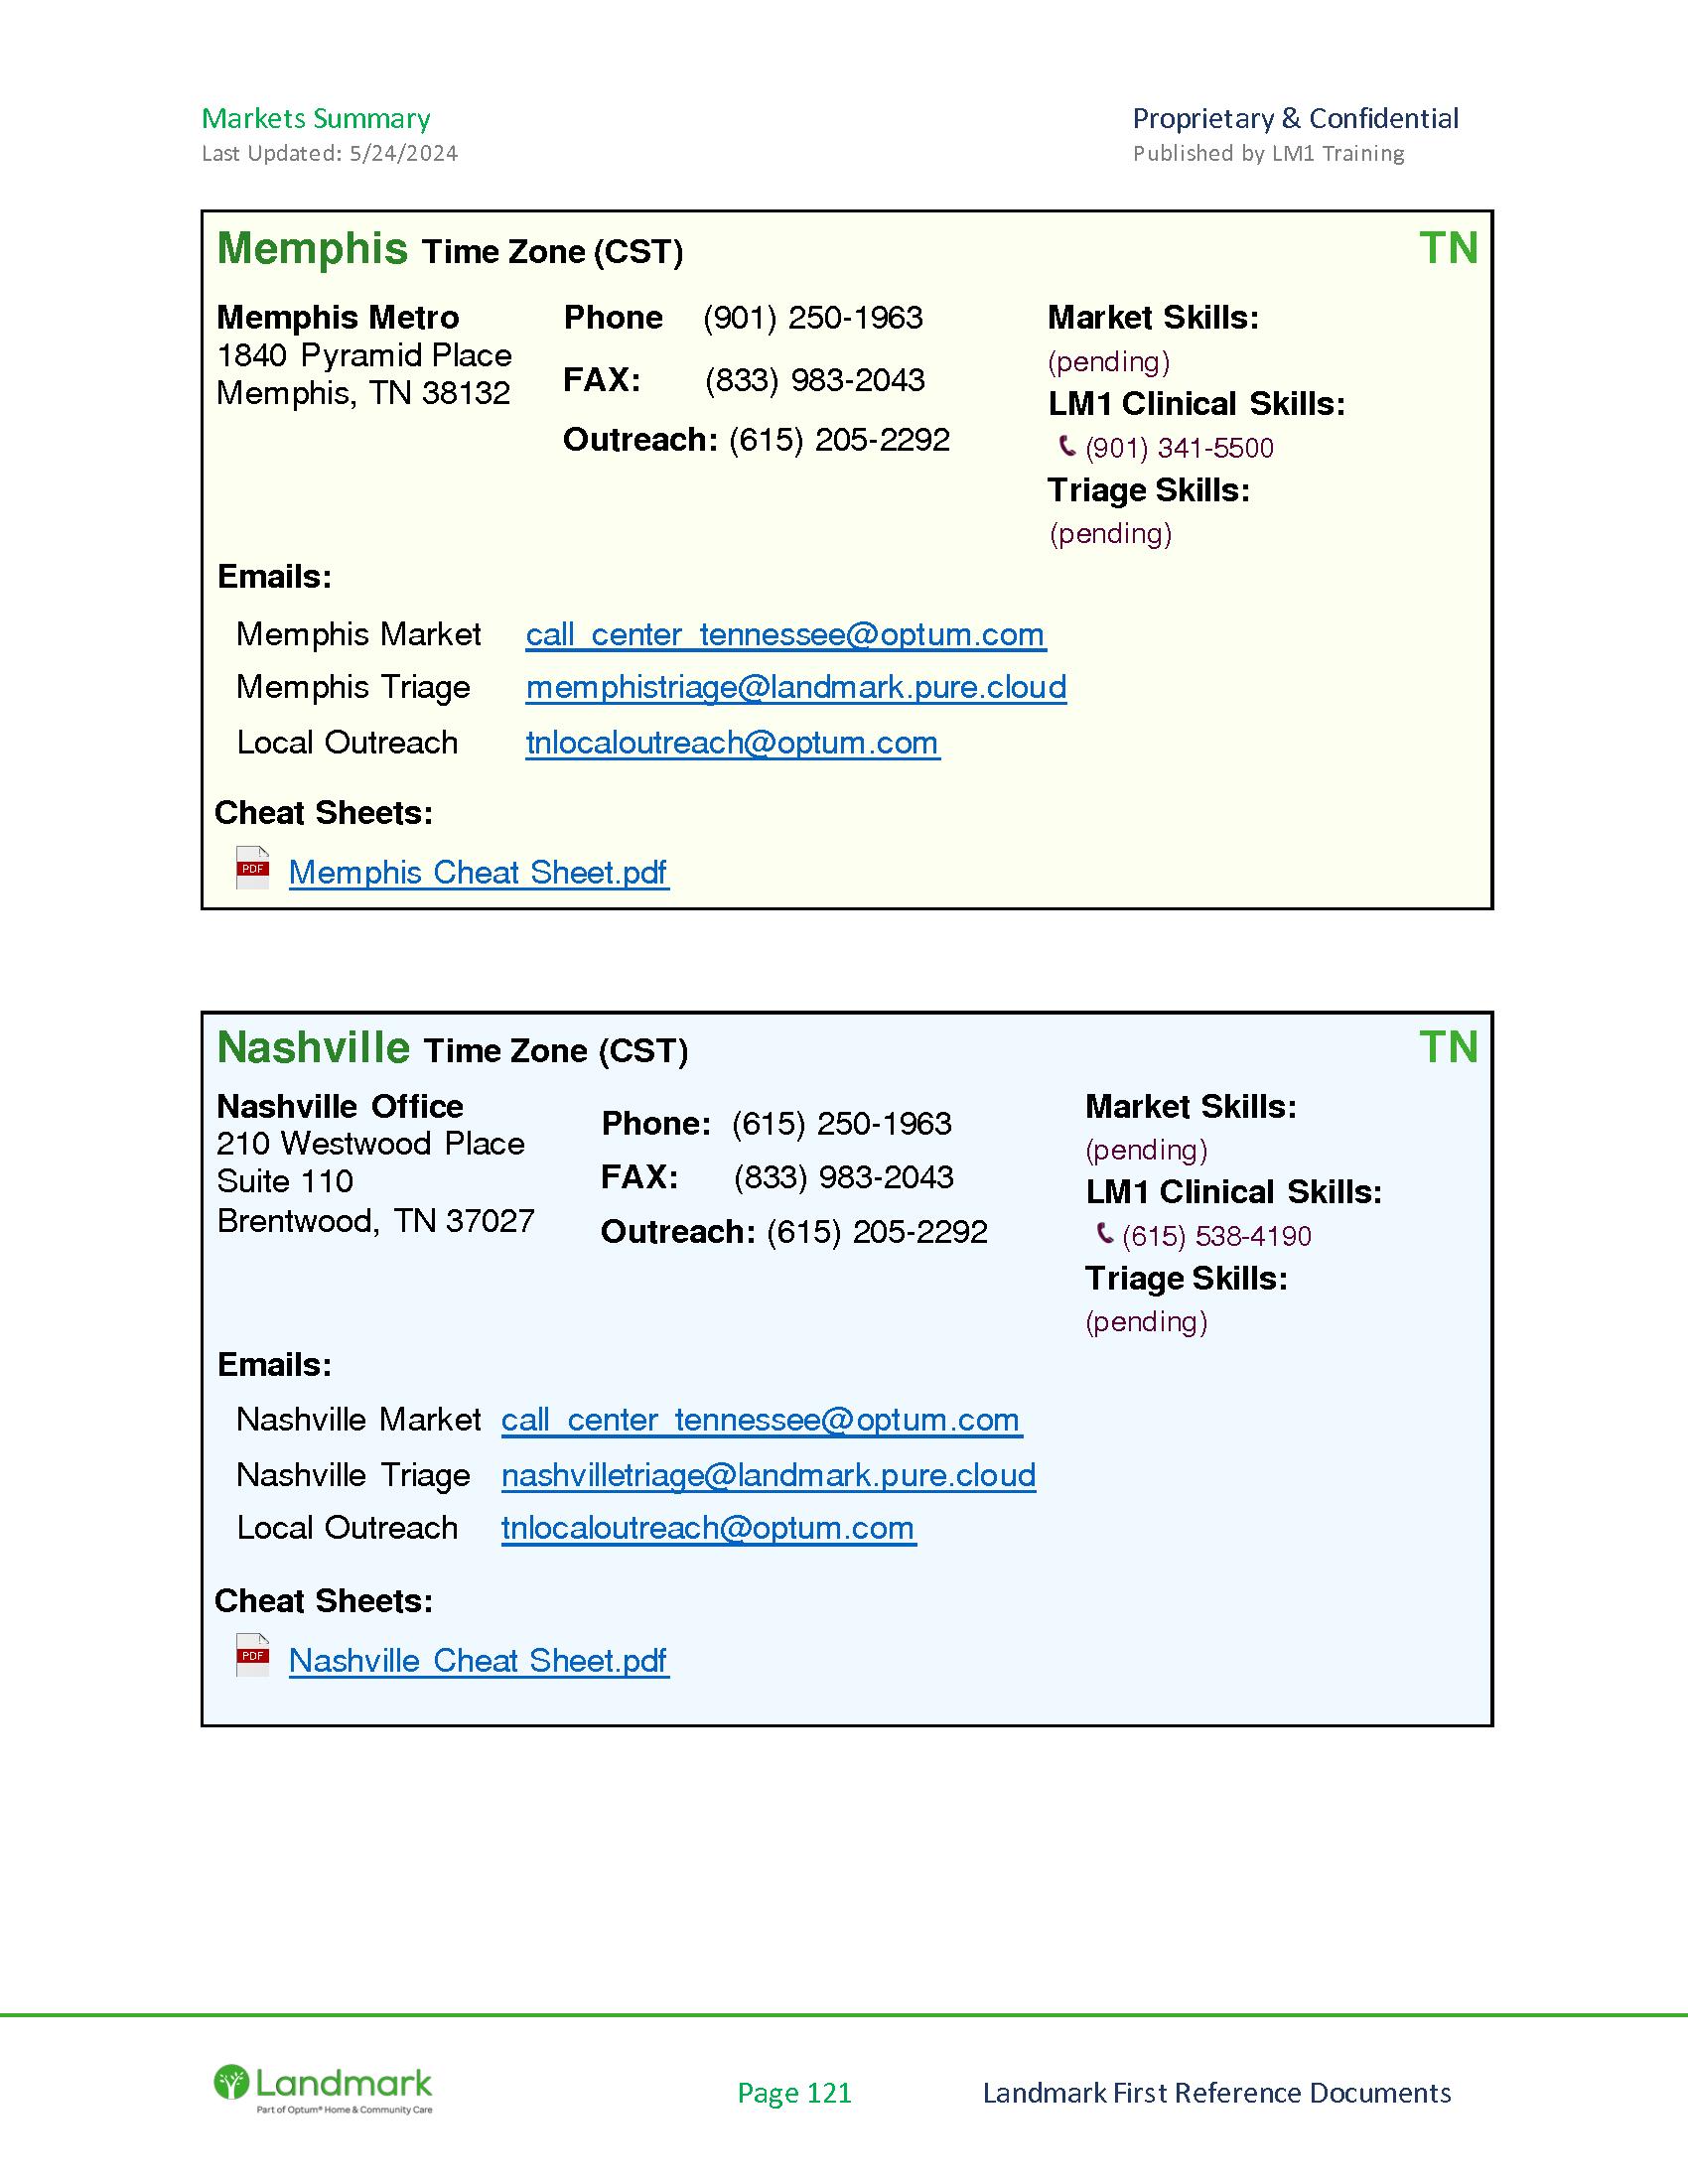 Markets Summary
Last Updated: 5/24/2024
Proprietary & Confidential
Published by LM1 Training
Memphis Time Zone (CST)
TN
Memphis Metro
1840 Pyramid Place
Memphis, TN 38132
Phone (901) 250-1963
FAX: (833) 983-2043
Outreach: (615) 205-2292
Market Skills:
(pending)
LM1 Clinical Skills:
(901) 341-5500
Triage Skills:
(pending)
Emails:
Memphis Market call_center_tennessee@optum.com
Memphis Triage memphistriage@landmark.pure.cloud
Local Outreach tnlocaloutreach@optum.com
Cheat Sheets:
PDF Memphis Cheat Sheet.pdf
Nashville Time Zone (CST)
TN
Nashville Office
210 Westwood Place
Suite 110
Brentwood, TN 37027
Phone: (615) 250-1963
FAX: (833) 983-2043
Outreach: (615) 205-2292
Market Skills:
(pending)
LM1 Clinical Skills:
(615) 538-4190
Triage Skills:
(pending)
Emails:
Nashville Market call_center_tennessee@optum.com
Nashville Triage nashvilletriage@landmark.pure.cloud
Local Outreach tnlocaloutreach@optum.com
Cheat Sheets:
PDF Nashville Cheat Sheet.pdf
Landmark
Part of Optum® Home & Community Care
Page 121
Landmark First Reference Documents